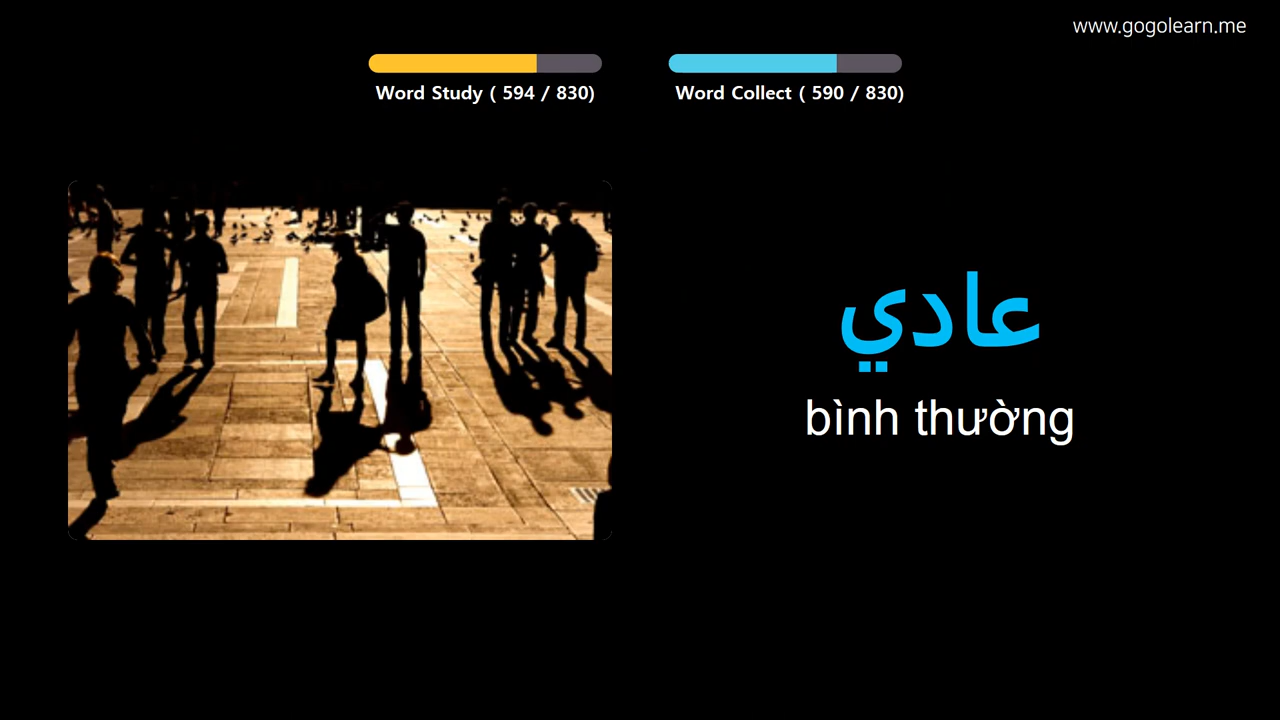 www.gogolearn.me
Word Study ( 594 / 830)
Word Collect ( 590 / 830)
عادي
bình thường